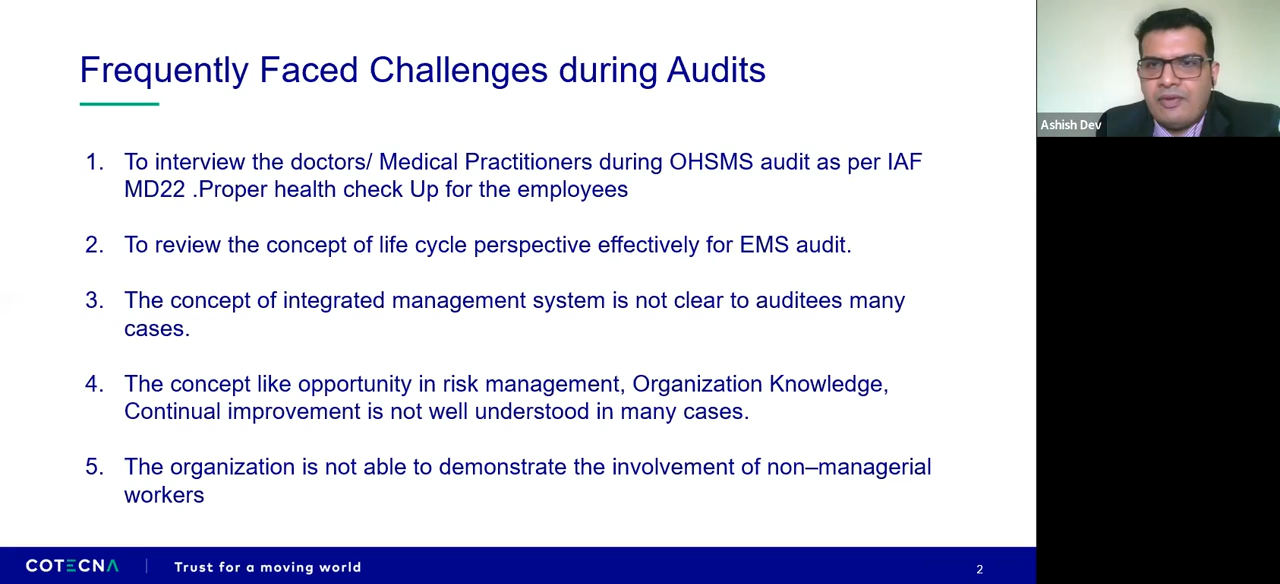 Frequently Faced Challenges during Audits
Ashish Dev
1. To interview the doctors/ Medical Practitioners during OHSMS audit as per IAF
MD22 .Proper health check Up for the employees
2. To review the concept of life cycle perspective effectively for EMS audit.
3. The concept of integrated management system is not clear to auditees many
cases.
4. The concept like opportunity in risk management, Organization Knowledge,
Continual improvement is not well understood in many cases.
5. The organization is not able to demonstrate the involvement of non–managerial
workers
COTECNA | Trust for a moving world 2